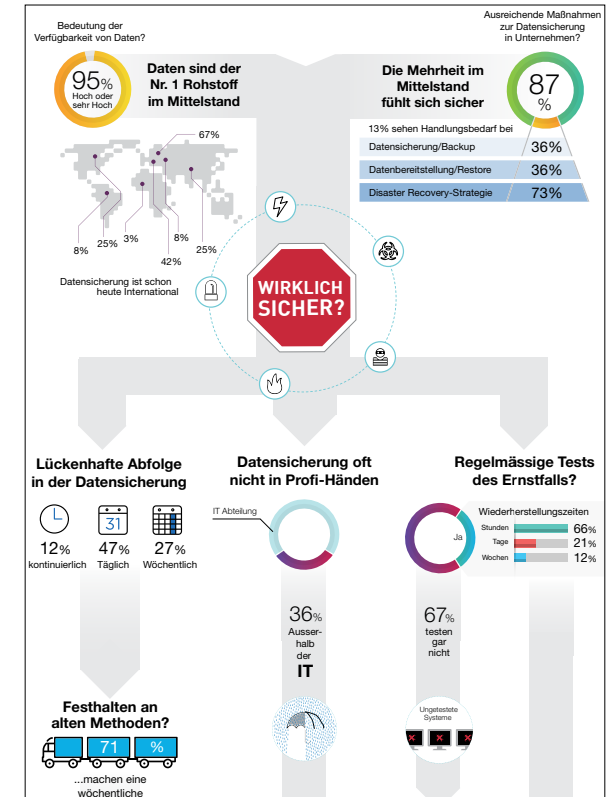 Bedeutung der
Verfügbarkeit von Daten?
95%
Hoch oder
sehr Hoch
Daten sind der
Nr. 1 Rohstoff
im Mittelstand
Ausreichende Maßnahmen
zur Datensicherung
in Unternehmen?
Die Mehrheit im
Mittelstand
fühlt sich sicher
87
%
13% sehen Handlungsbedarf bei
Datensicherung/Backup 36%
Datenbereitstellung/Restore 36%
Disaster Recovery-Strategie 73%
67%
8%
25%
3%
42%
8%
25%
Datensicherung ist schon
heute International
WIRKLICH
SICHER?
Lückenhafte Abfolge
in der Datensicherung
31
12%
kontinuierlich
47%
Täglich
27%
Wöchentlich
Datensicherung oft
nicht in Profi-Händen
IT Abteilung
36%
Ausser-
halb
der
IT
Regelmässige Tests
des Ernstfalls?
Ja
Wiederherstellungszeiten
Stunden 66%
Tage 21%
Wochen 12%
67%
testen
gar
nicht
Ungetestete
Systeme
Festhalten an
alten Methoden?
71 %
...machen eine
wöchentliche